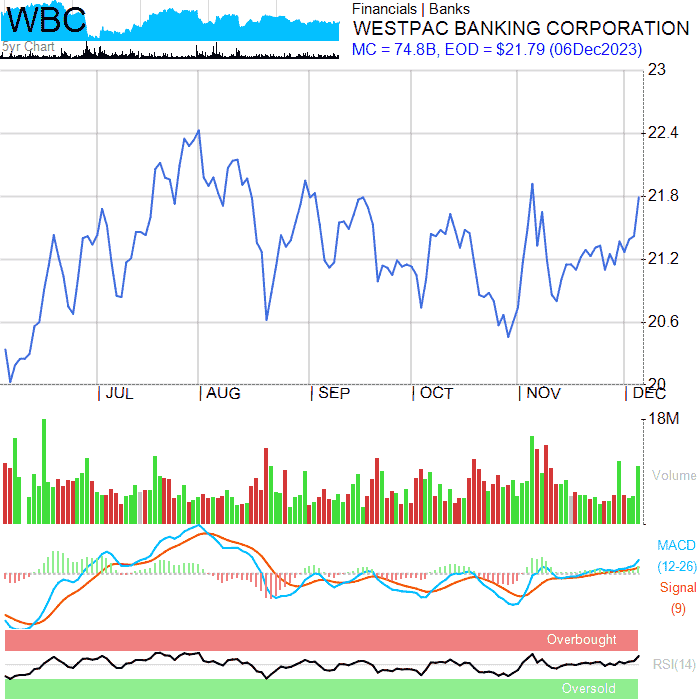 WBC
5yr Chart
Financials | Banks
WESTPAC BANKING CORPORATION
MC = 74.8B, EOD = $21.79 (06Dec2023)
23
22.4
21.8
21.2
20.6
20
JUL AUG SEP OCT NOV DEC
18M
Volume
MACD
(12-26)
Signal
(9)
Overbought
RSI(14)
Oversold